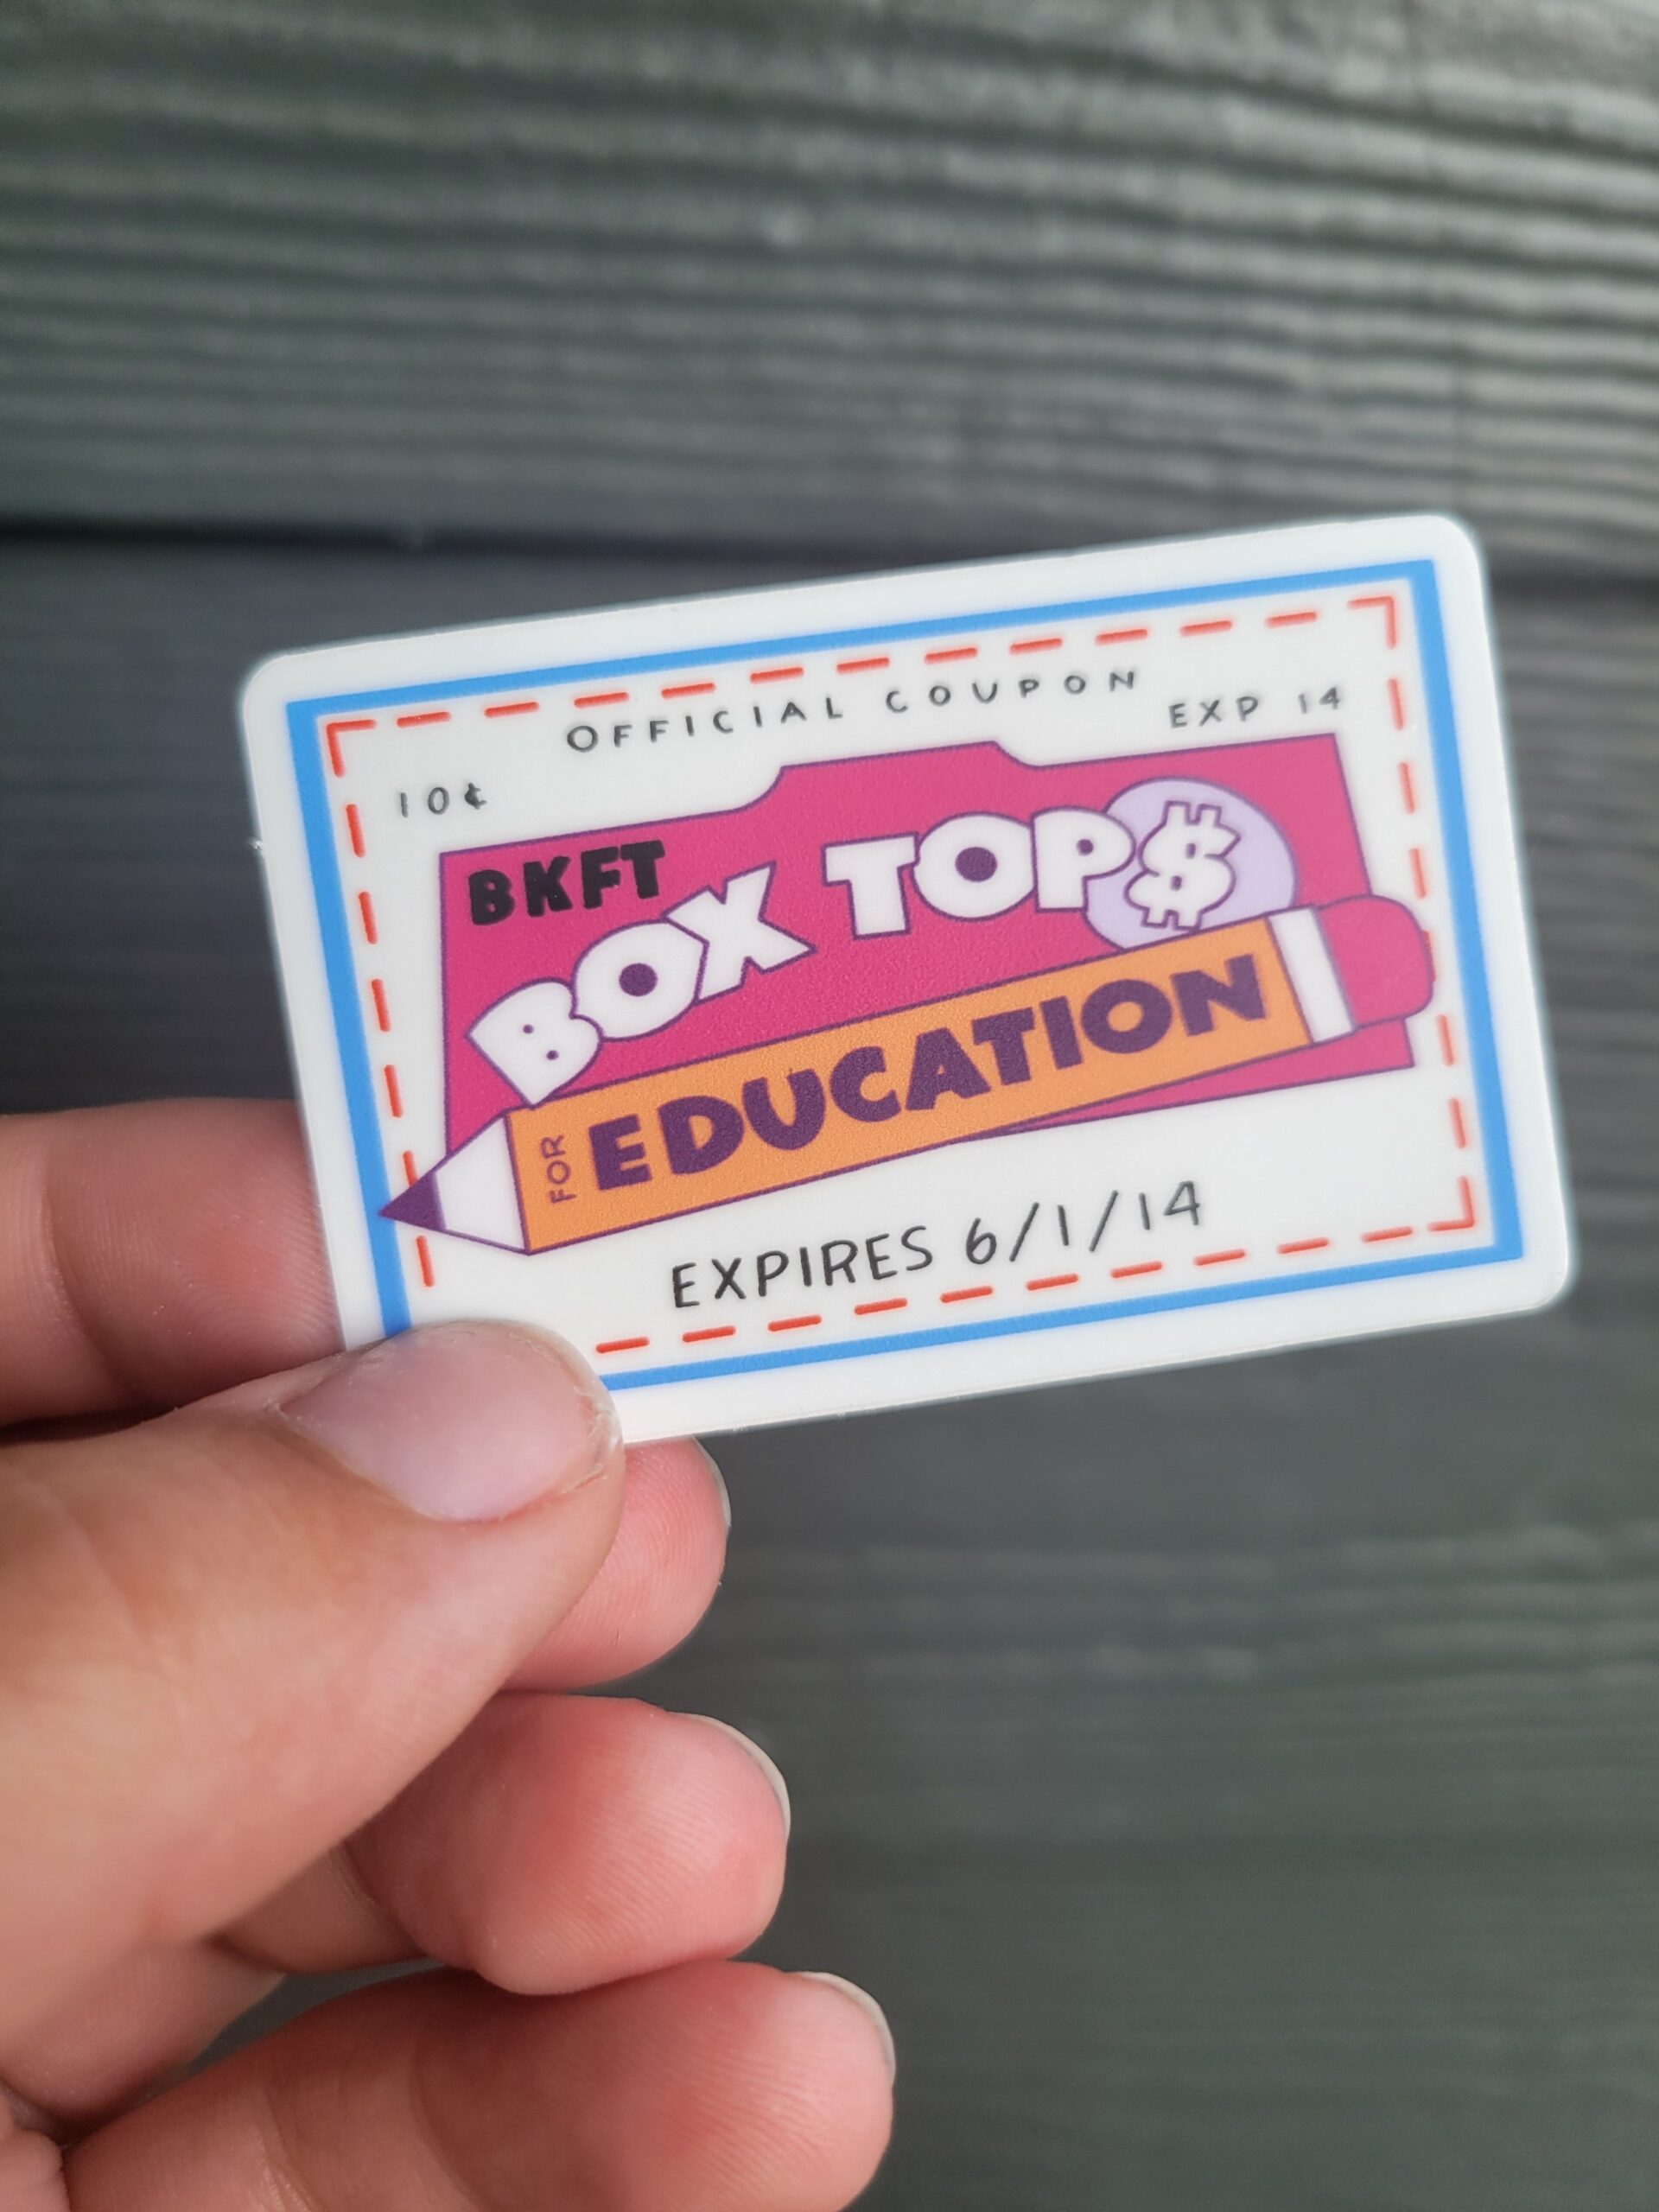 OFFICIAL COUPON
10¢
EXP 14
BKFT
BOX TOP$
FOR EDUCATION
EXPIRES 6/1/14